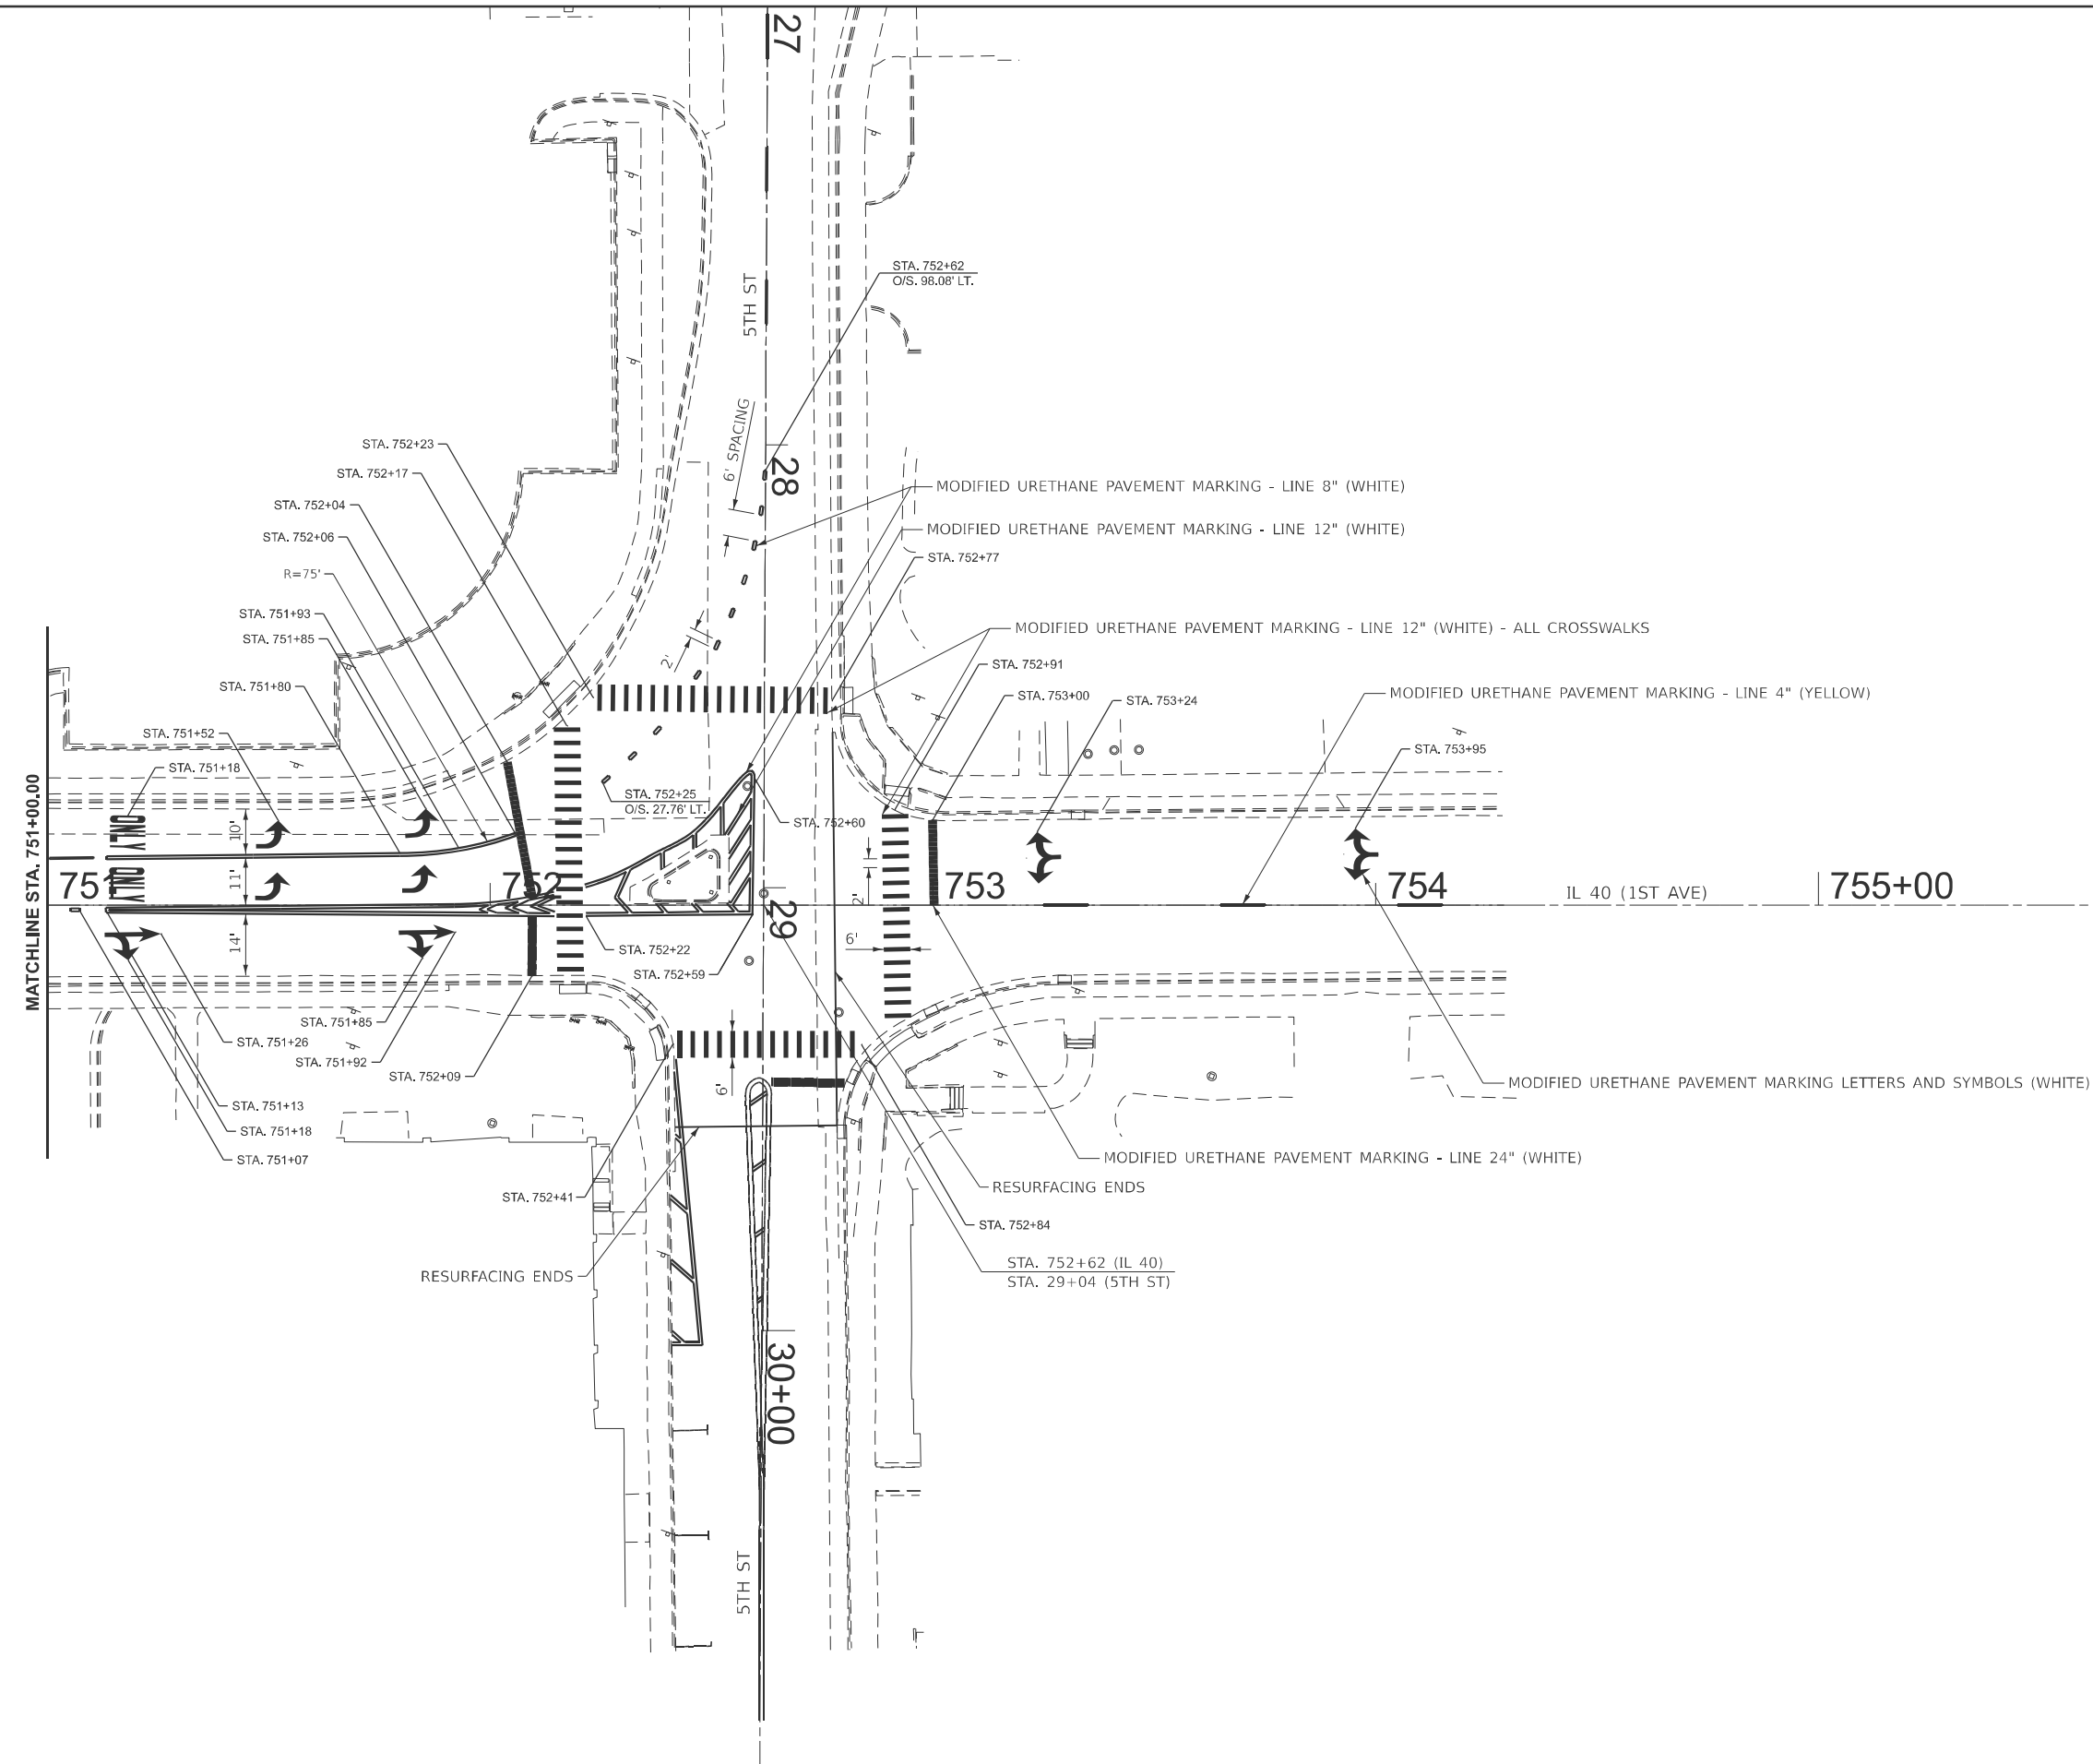 27
5TH ST
STA. 752+62
O/S. 98.08' LT.
6' SPACING
28
STA. 752+23
STA. 752+17
STA. 752+04
STA. 752+06
R=75'
STA. 751+93
STA. 751+85
STA. 751+80
STA. 751+52
STA. 751+18
MODIFIED URETHANE PAVEMENT MARKING - LINE 8" (WHITE)
MODIFIED URETHANE PAVEMENT MARKING - LINE 12" (WHITE)
STA. 752+77
MODIFIED URETHANE PAVEMENT MARKING - LINE 12" (WHITE) - ALL CROSSWALKS
STA. 752+91
STA. 753+00
STA. 753+24
MODIFIED URETHANE PAVEMENT MARKING - LINE 4" (YELLOW)
STA. 753+95
2'
STA. 752+25
O/S. 27.76' LT.
STA. 752+60
MATCHLINE STA. 751+00.00
ONLY
ONLY
10'
11'
14'
751
752
753
754
IL 40 (1ST AVE)
755+00
29
2'
6'
STA. 752+22
STA. 752+59
STA. 751+85
STA. 751+26
STA. 751+92
STA. 752+09
STA. 751+13
STA. 751+18
STA. 751+07
6'
MODIFIED URETHANE PAVEMENT MARKING LETTERS AND SYMBOLS (WHITE)
MODIFIED URETHANE PAVEMENT MARKING - LINE 24" (WHITE)
RESURFACING ENDS
STA. 752+41
STA. 752+84
STA. 752+62 (IL 40)
STA. 29+04 (5TH ST)
RESURFACING ENDS
30+00
5TH ST